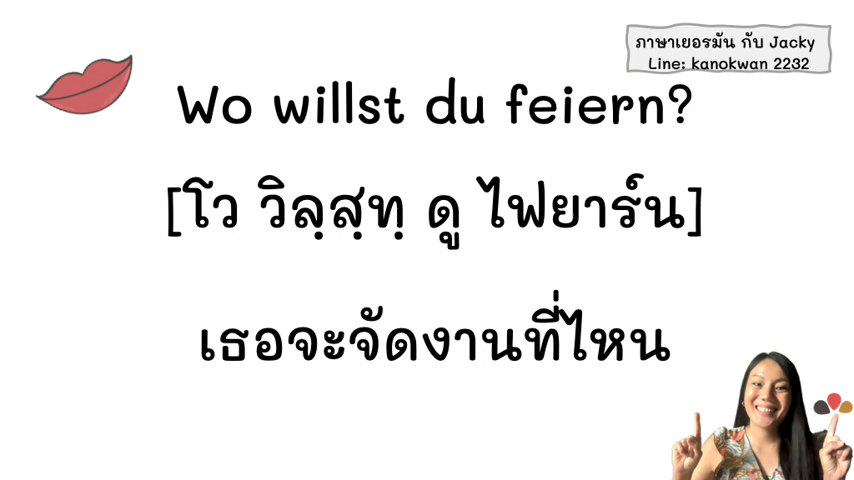 ภาษาเยอรมัน กับ Jacky
Line: kanokwan 2232
Wo willst du feiern?
[โว วิลฺสฺทฺ ดู ไฟยาร์น]
เธอจะจัดงานที่ไหน